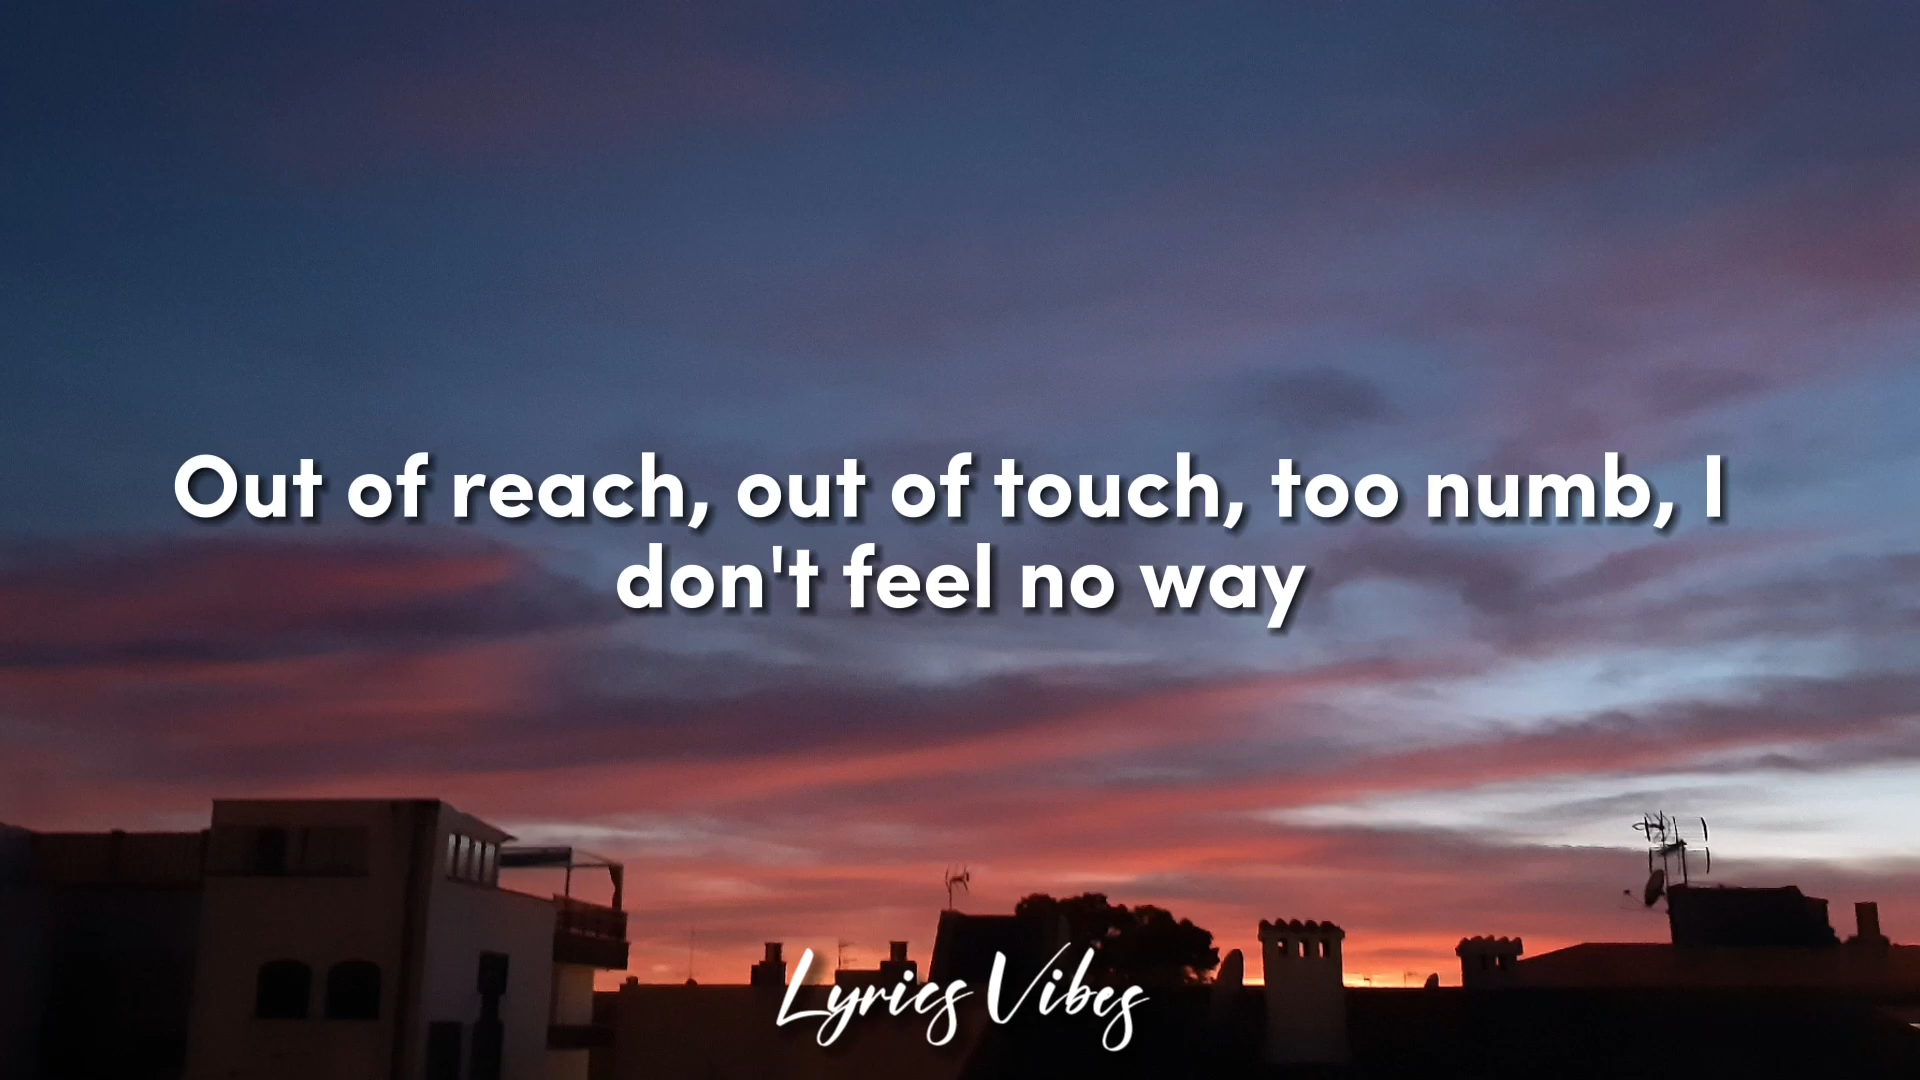 Out of reach, out of touch, too numb, I
don't feel no way
Lyrics Vibes